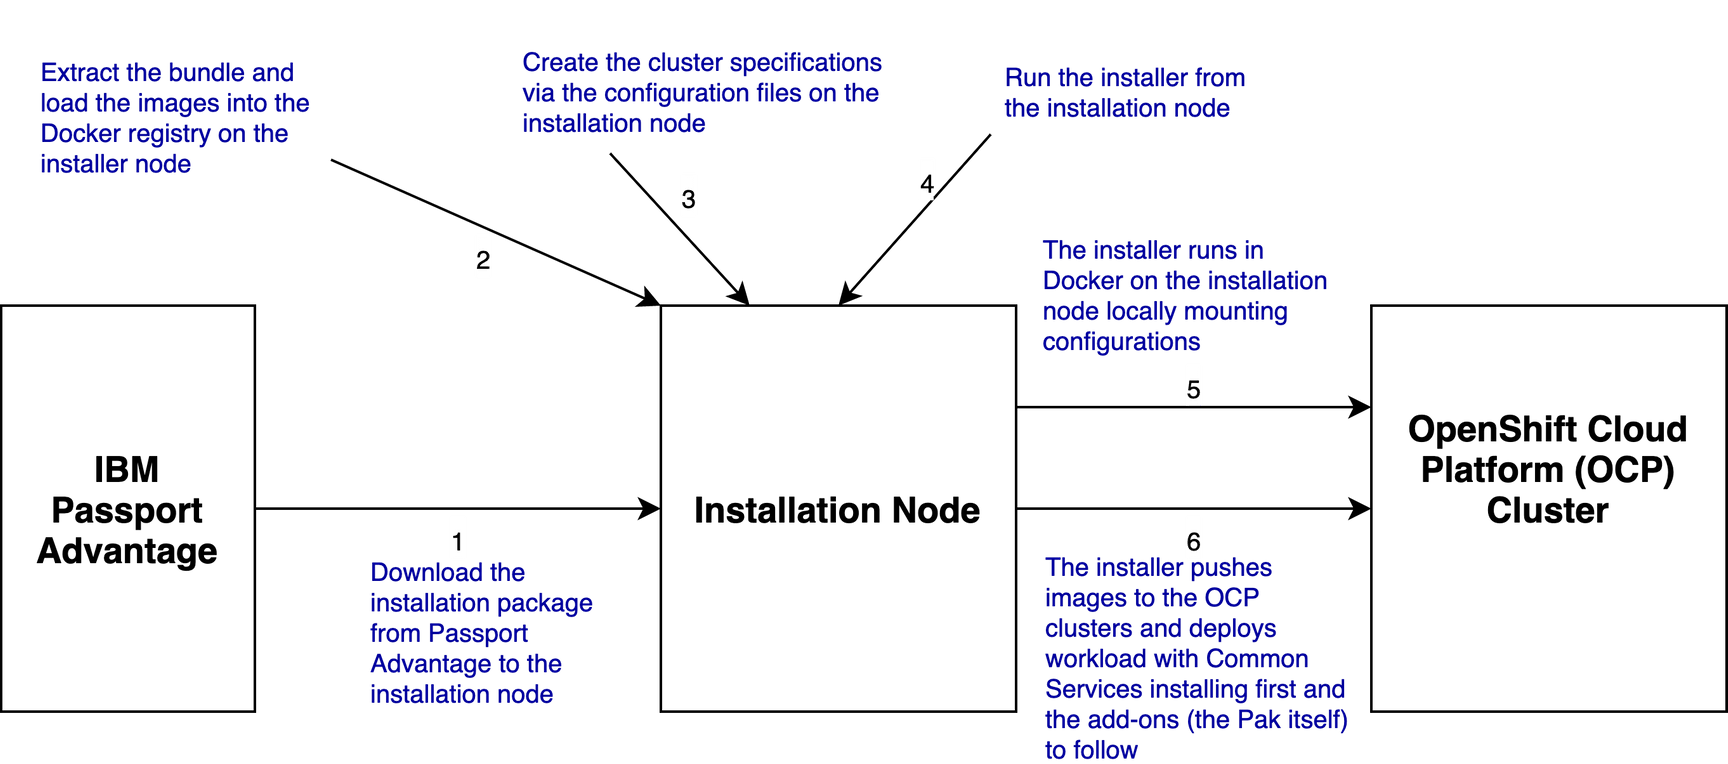 Extract the bundle and
load the images into the
Docker registry on the
installer node
Create the cluster specifications
via the configuration files on the
installation node
Run the installer from
the installation node
2
3
4
The installer runs in
Docker on the installation
node locally mounting
configurations
5
IBM
Passport
Advantage
1
Download the
installation package
from Passport
Advantage to the
installation node
Installation Node
6
The installer pushes
images to the OCP
clusters and deploys
workload with Common
Services installing first and
the add-ons (the Pak itself)
to follow
OpenShift Cloud
Platform (OCP)
Cluster